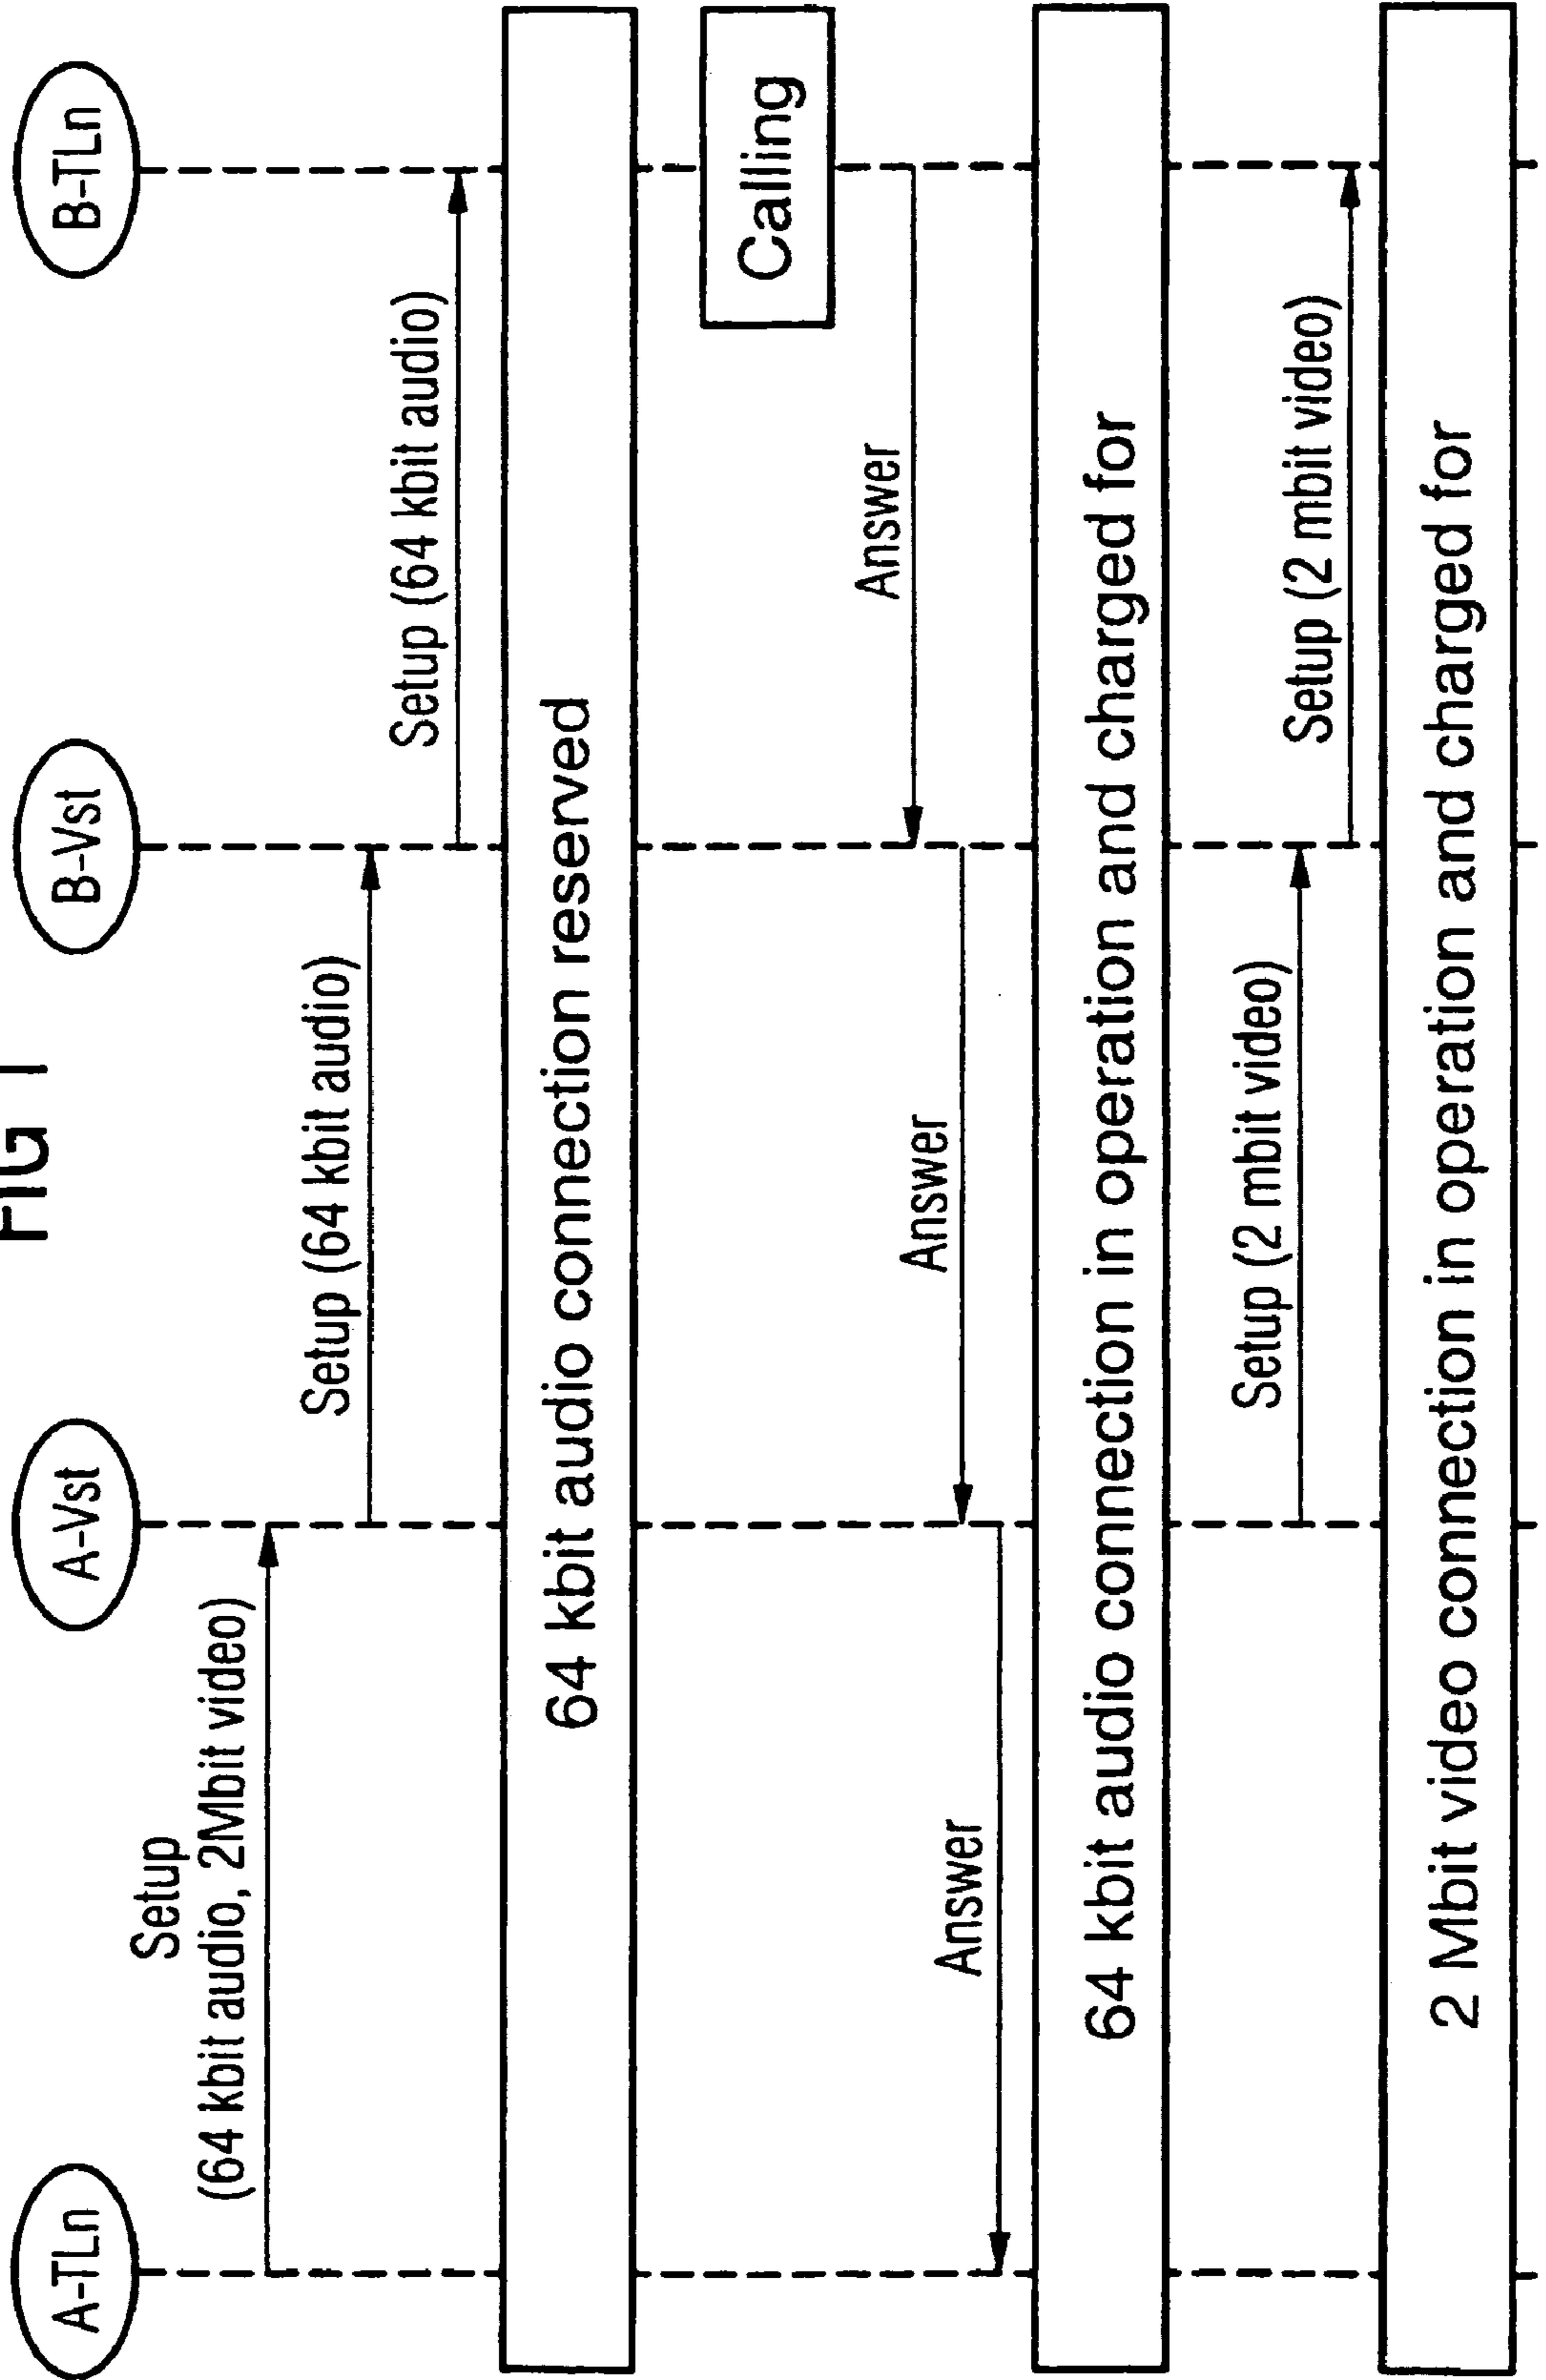 FIG 1
A-TLn
A-Vst
B-Vst
B-TLn
Setup
(64 kbit audio, 2Mbit video)
Setup (64 kbit audio)
Setup (64 kbit audio)
64 kbit audio connection reserved
Calling
Answer
Answer
Answer
64 kbit audio connection in operation and charged for
Setup (2 mbit video)
Setup (2 mbit video)
2 Mbit video connection in operation and charged for